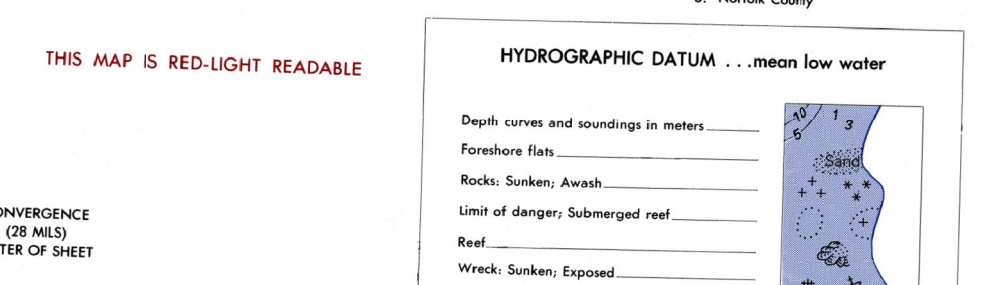 Norfolk County
THIS MAP IS RED-LIGHT READABLE
HYDROGRAPHIC DATUM . . .mean low water
Depth curves and soundings in meters
10
1
3
5
Foreshore flats
Sand
Rocks: Sunken; Awash
Limit of danger; Submerged reef
Reef
Wreck: Sunken; Exposed
ONVERGENCE
(28 MILS)
TER OF SHEET